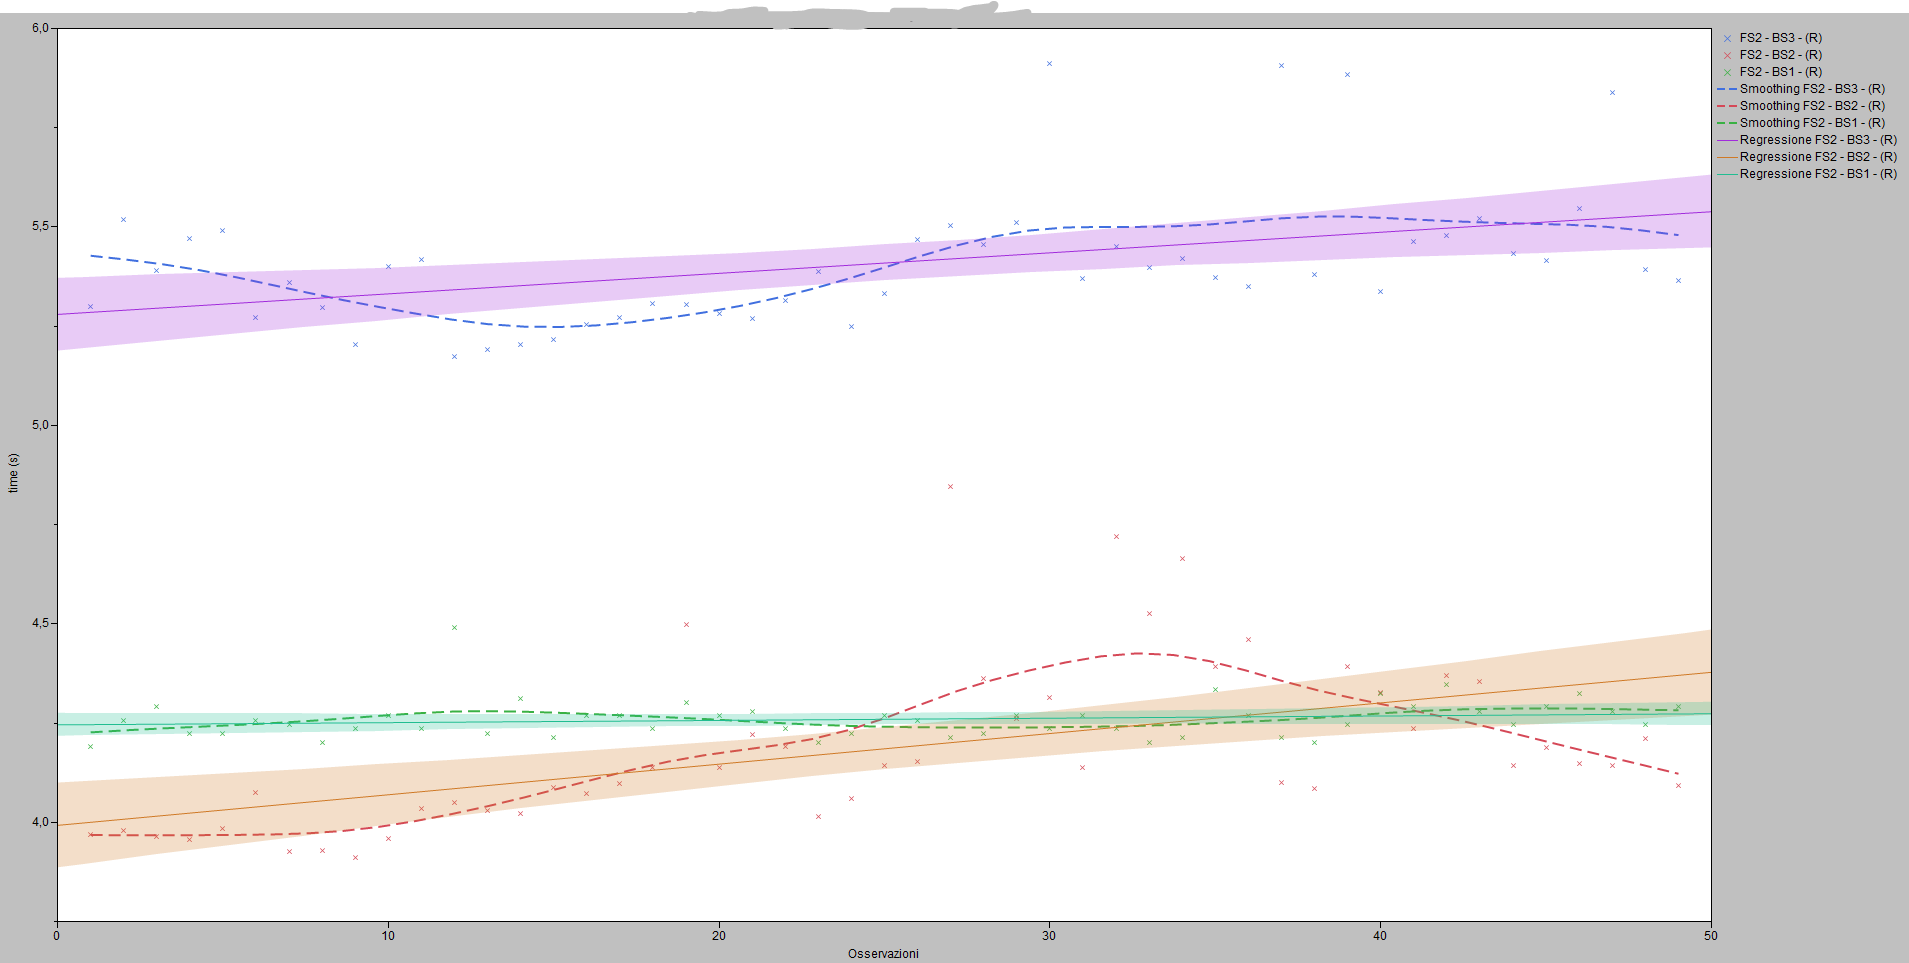 6,0
5,5
5,0
4,5
4,0
time (s)
0
10
20
30
40
50
Osservazioni
FS2 - BS3 - (R)
FS2 - BS2 - (R)
FS2 - BS1 - (R)
Smoothing FS2 - BS3 - (R)
Smoothing FS2 - BS2 - (R)
Smoothing FS2 - BS1 - (R)
Regressione FS2 - BS3 - (R)
Regressione FS2 - BS2 - (R)
Regressione FS2 - BS1 - (R)